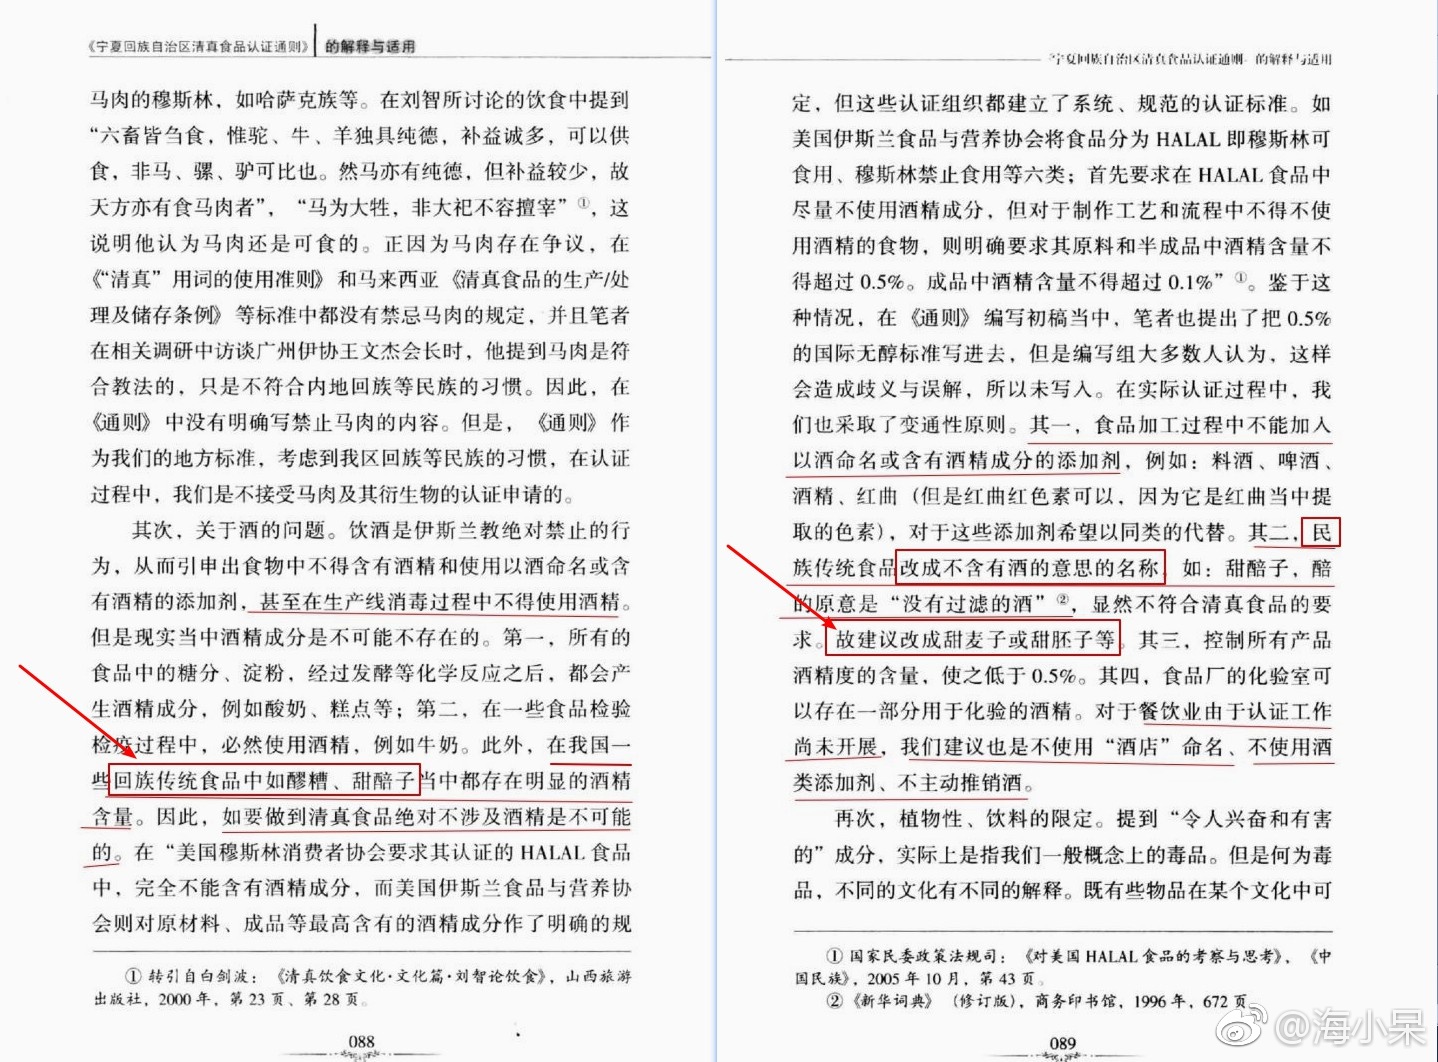 《宁夏回族自治区清真食品认证通则》 的解释与适用
马肉的穆斯林，如哈萨克族等。在刘智所讨论的饮食中提到
“六畜皆刍食，惟驼、牛、羊独具纯德，补益诚多，可以供
食，非马、骡、驴可比也。然马亦有纯德，但补益较少，故
天方亦有食马肉者”，“马为大牲，非大祀不容擅宰”①，这
说明他认为马肉还是可食的。正因为马肉存在争议，在
《“清真”用词的使用准则》和马来西亚《清真食品的生产/处
理及储存条例》等标准中都没有禁忌马肉的规定，并且笔者
在相关调研中访谈广州伊协王文杰会长时，他提到马肉是符
合教法的，只是不符合内地回族等民族的习惯。因此，在
《通则》中没有明确写禁止马肉的内容。但是，《通则》作
为我们的地方标准，考虑到我区回族等民族的习惯，在认证
过程中，我们是不接受马肉及其衍生物的认证申请的。
其次，关于酒的问题。饮酒是伊斯兰教绝对禁止的行
为，从而引申出食物中不得含有酒精和使用以酒命名或含
有酒精的添加剂，甚至在生产线消毒过程中不得使用酒精。
但是现实当中酒精成分是不可能不存在的。第一，所有的
食品中的糖分、淀粉，经过发酵等化学反应之后，都会产
生酒精成分，例如酸奶、糕点等；第二，在一些食品检验
检疫过程中，必然使用酒精，例如牛奶。此外，在我国一
些回族传统食品中如醪糟、甜醅子当中都存在明显的酒精
含量。因此，如要做到清真食品绝对不涉及酒精是不可能
的。在“美国穆斯林消费者协会要求其认证的 HALAL 食品
中，完全不能含有酒精成分，而美国伊斯兰食品与营养协
会则对原材料、成品等最高含有的酒精成分作了明确的规
① 转引自白剑波：《清真饮食文化·文化篇·刘智论饮食》，山西旅游
出版社，2000 年，第 23 页、第 28 页。
088
宁夏回族自治区清真食品认证通则 的解释与适用
定，但这些认证组织都建立了系统、规范的认证标准。如
美国伊斯兰食品与营养协会将食品分为 HALAL 即穆斯林可
食用、穆斯林禁止食用等六类；首先要求在 HALAL 食品中
尽量不使用酒精成分，但对于制作工艺和流程中不得不使
用酒精的食物，则明确要求其原料和半成品中酒精含量不
得超过 0.5%。成品中酒精含量不得超过 0.1%”①。鉴于这
种情况，在《通则》编写初稿当中，笔者也提出了把 0.5%
的国际无醇标准写进去，但是编写组大多数人认为，这样
会造成歧义与误解，所以未写入。在实际认证过程中，我
们也采取了变通性原则。其一，食品加工过程中不能加入
以酒命名或含有酒精成分的添加剂，例如：料酒、啤酒、
酒精、红曲（但是红曲红色素可以，因为它是红曲当中提
取的色素），对于这些添加剂希望以同类的代替。其二，民
族传统食品改成不含有酒的意思的名称，如：甜醅子，醅
的原意是“没有过滤的酒”②，显然不符合清真食品的要
求。故建议改成甜麦子或甜胚子等。其三，控制所有产品
酒精度的含量，使之低于 0.5%。其四，食品厂的化验室可
以存在一部分用于化验的酒精。对于餐饮业由于认证工作
尚未开展，我们建议也是不使用“酒店”命名、不使用酒
类添加剂、不主动推销酒。
再次，植物性、饮料的限定。提到“令人兴奋和有害
的”成分，实际上是指我们一般概念上的毒品。但是何为毒
品，不同的文化有不同的解释。既有些物品在某个文化中可
① 国家民委政策法规司：《对美国 HALAL 食品的考察与思考》，《中
国民族》，2005 年 10 月，第 43 页。
② 《新华词典》（修订版），商务印书馆，1996 年，672 页
089
@海小呆